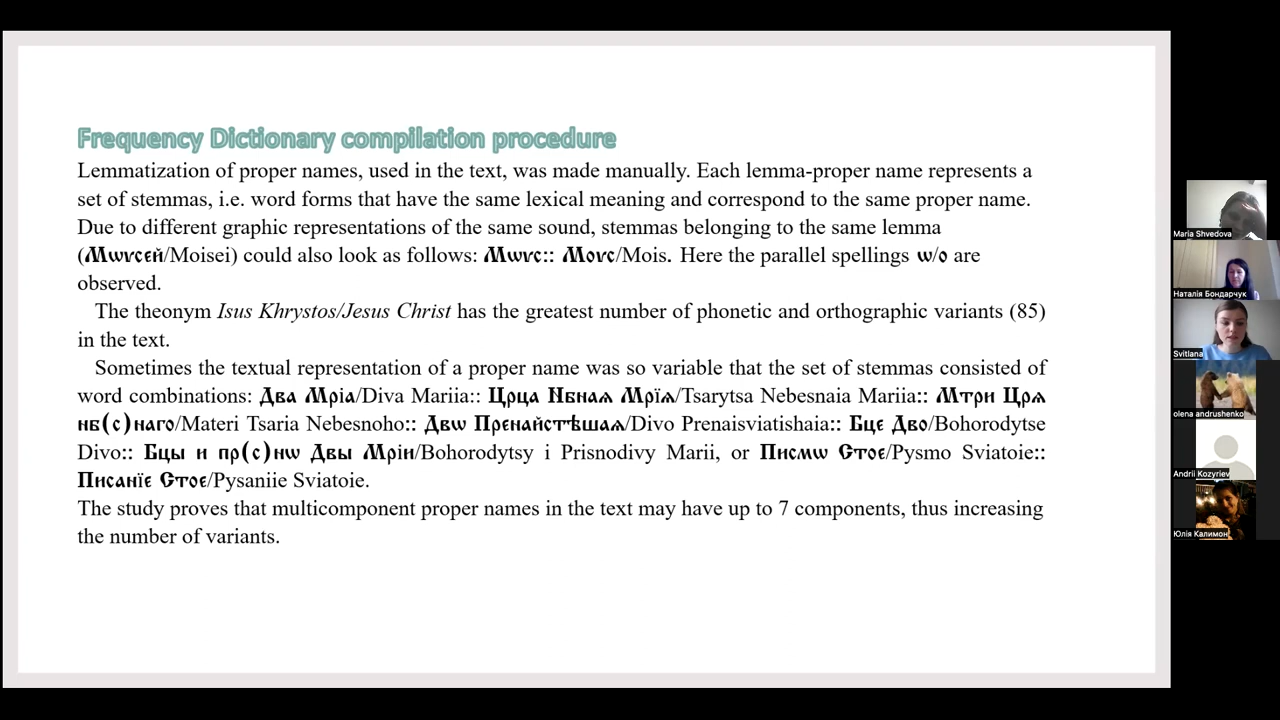 Frequency Dictionary compilation procedure
Lemmatization of proper names, used in the text, was made manually. Each lemma-proper name represents a
set of stemmas, i.e. word forms that have the same lexical meaning and correspond to the same proper name.
Due to different graphic representations of the same sound, stemmas belonging to the same lemma
(Мѡѵсей/Moisei) could also look as follows: Мѡѵс:: Моѵс/Mois. Here the parallel spellings ѡ/о are
observed.
The theonym Isus Khrystos/Jesus Christ has the greatest number of phonetic and orthographic variants (85)
in the text.
Sometimes the textual representation of a proper name was so variable that the set of stemmas consisted of
word combinations: Два Мріа/Diva Mariia:: Црца Нбнаѧ Мрїѧ/Tsarytsa Nebesnaia Mariia:: Мтри Црѧ
нб(с)наго/Materi Tsaria Nebesnoho:: Двѡ Пренайстѣшаѧ/Divo Prenaisviatishaia:: Бце Дво/Bohorodytse
Divo:: Бцы и пр(с)нѡ Двы Мріи/Bohorodytsy i Prisnodivy Marii, or Писмѡ Стое/Pysmo Sviatoie::
Писанїе Стое/Pysaniie Sviatoie.
The study proves that multicomponent proper names in the text may have up to 7 components, thus increasing
the number of variants.
Maria Shvedova
Наталія Бондарчук
Svitlana
olena andrushenko
Andrii Kozyriev
Юлія Калимон